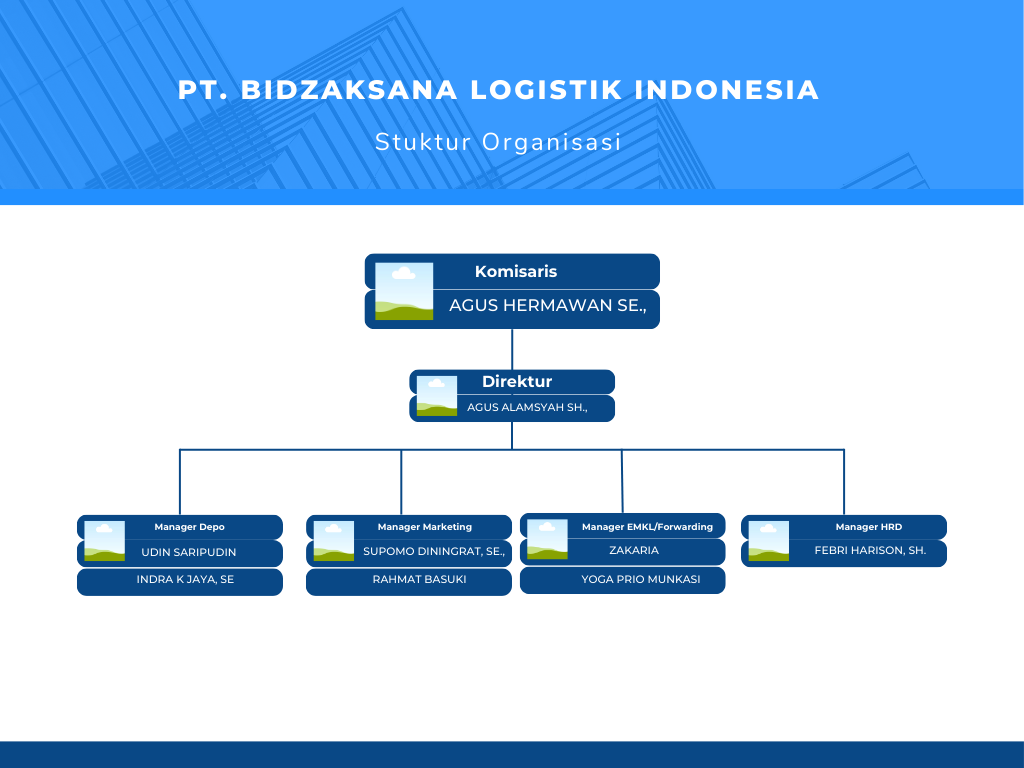 PT. BIDZAKSANA LOGISTIK INDONESIA
Stuktur Organisasi
Komisaris
AGUS HERMAWAN SE.,
Direktur
AGUS ALAMSYAH SH.,
Manager Depo
UDIN SARIPUDIN
INDRA K JAYA, SE
Manager Marketing
SUPOMO DININGRAT, SE.,
RAHMAT BASUKI
Manager EMKL/Forwarding
ZAKARIA
YOGA PRIO MUNKASI
Manager HRD
FEBRI HARISON, SH.